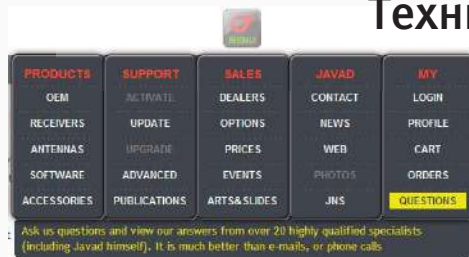 Техн
MENU
PRODUCTS SUPPORT SALES JAVAD MY
OEM ACTIVATE DEALERS CONTACT LOGIN
RECEIVERS UPDATE OPTIONS NEWS PROFILE
ANTENNAS UPGRADE PRICES WEB CART
SOFTWARE ADVANCED EVENTS PHOTOS ORDERS
ACCESSORIES PUBLICATIONS ARTS&SLIDES JNS QUESTIONS
Ask us questions and view our answers from over 20 highly qualified specialists
(including Javad himself). It is much better than e-mails, or phone calls